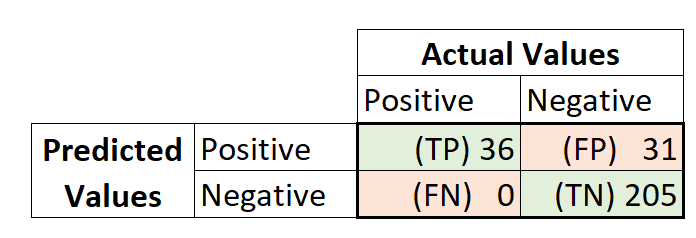 Actual Values
Positive Negative
Predicted Values
Positive (TP) 36 (FP) 31
Negative (FN) 0 (TN) 205